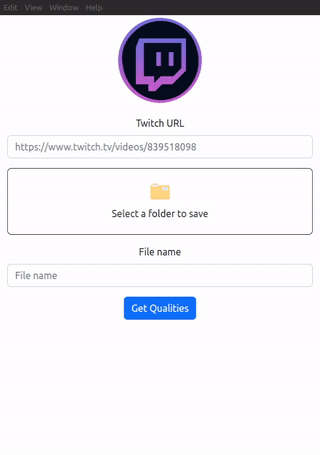 Edit View Window Help
Twitch URL
https://www.twitch.tv/videos/839518098
Select a folder to save
File name
File name
Get Qualities